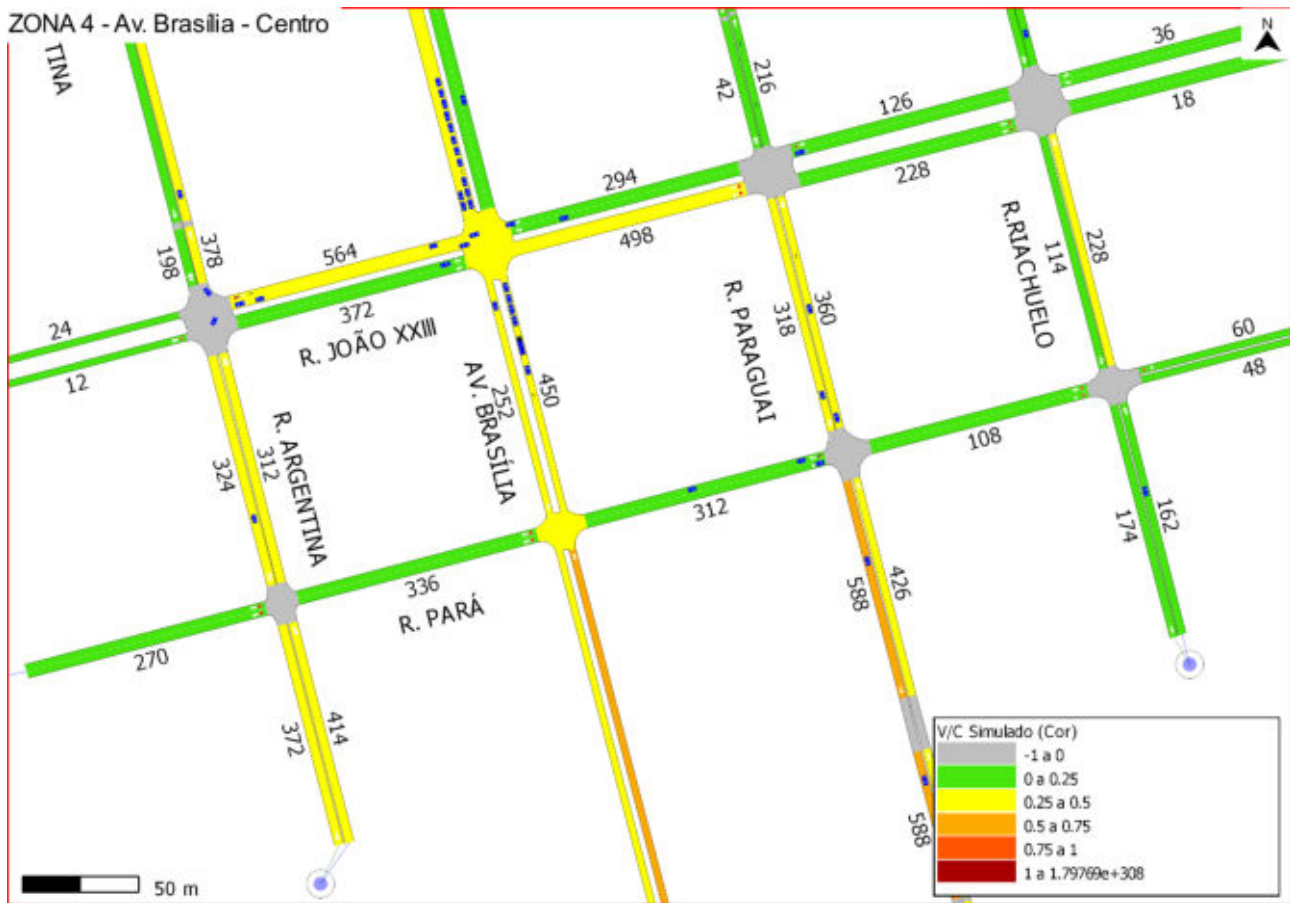 ZONA 4 - Av. Brasília - Centro
N
TINA
216
42
36
126
18
294
228
498
378
198
564
372
24
12
R. JOÃO XXIII
R.RIACHUELO
228
114
R. PARAGUAI
360
318
AV. BRASÍLIA
252
450
60
48
R. ARGENTINA
312
324
108
312
336
R. PARÁ
270
162
174
426
588
414
372
588
50 m
V/C Simulado (Cor)
-1 a 0
0 a 0.25
0.25 a 0.5
0.5 a 0.75
0.75 a 1
1 a 1.79769e+308